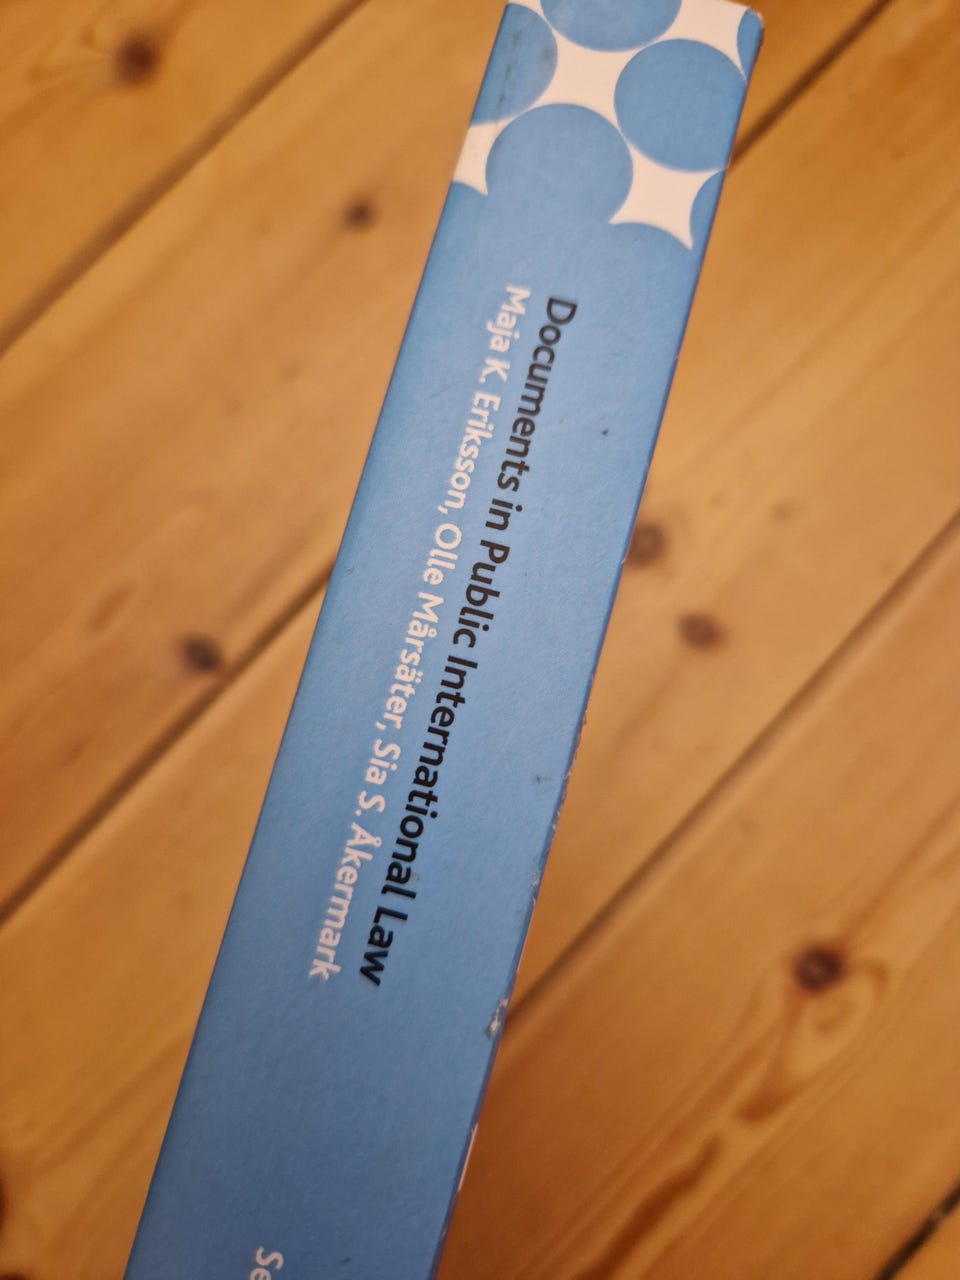 Documents in Public International Law
Maja K. Eriksson, Olle Mårsäter, Sia S. Åkermark